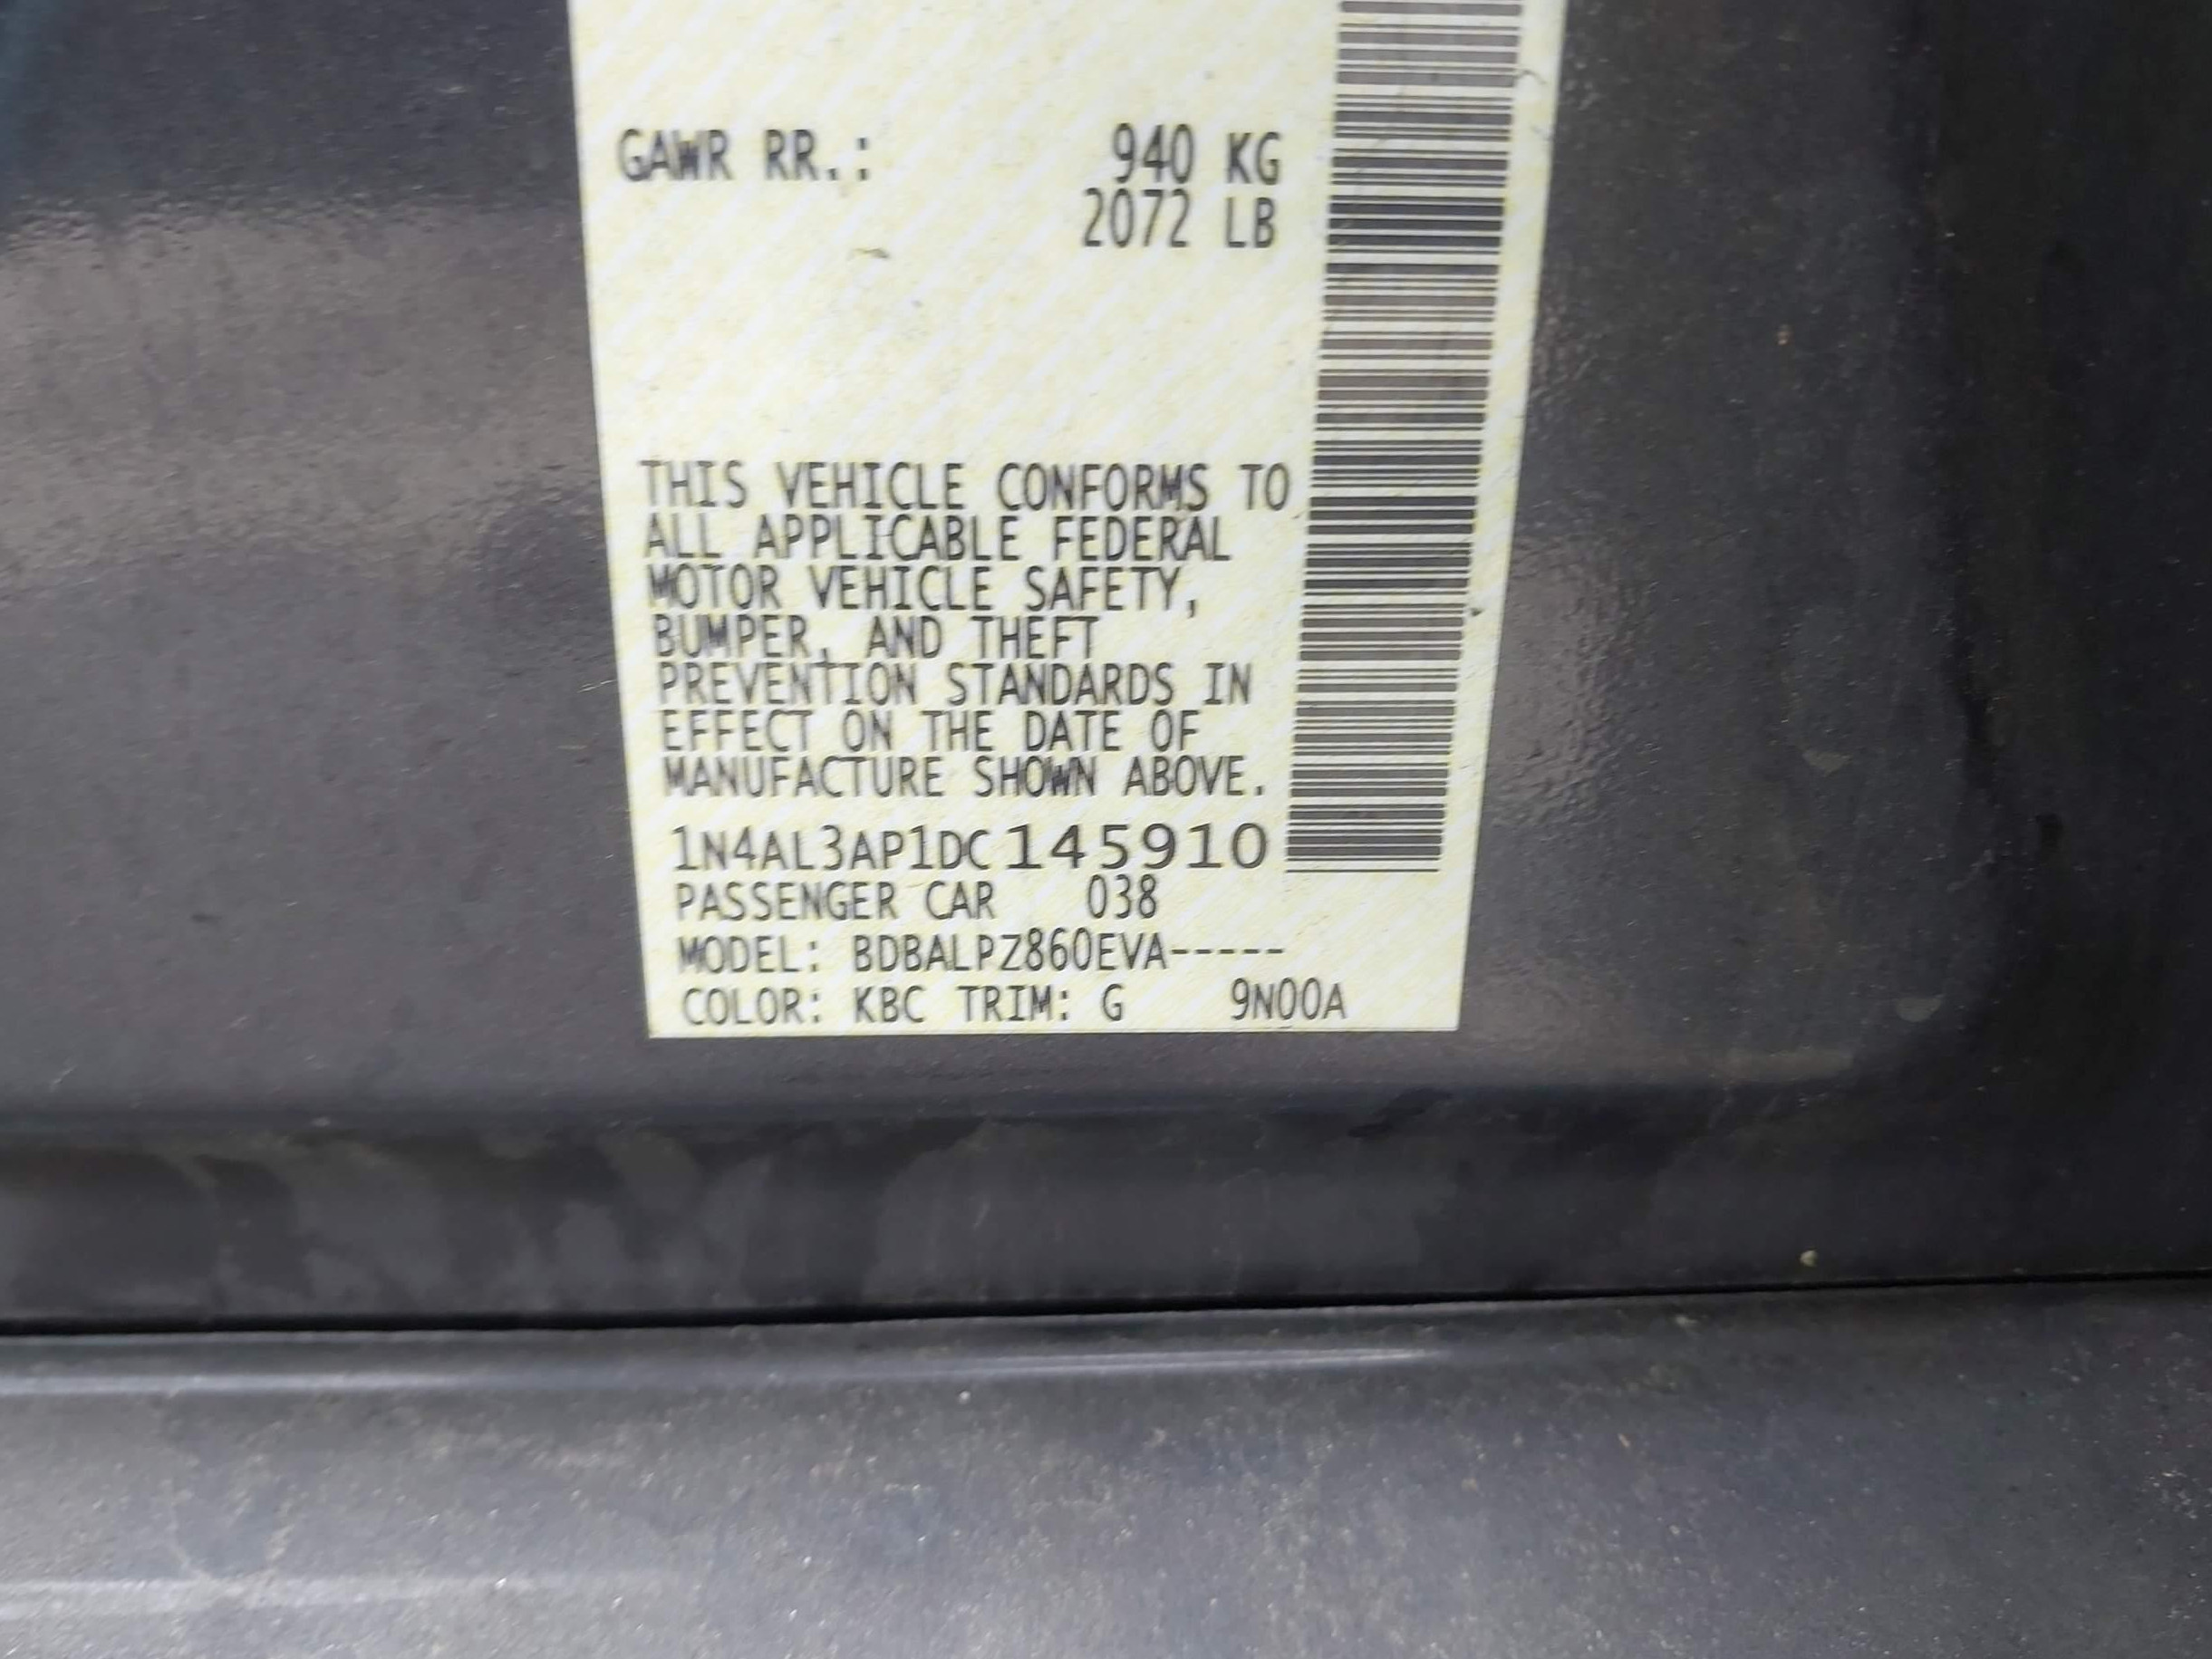 GAWR RR.: 940 KG
2072 LB
THIS VEHICLE CONFORMS TO
ALL APPLICABLE FEDERAL
MOTOR VEHICLE SAFETY,
BUMPER, AND THEFT
PREVENTION STANDARDS IN
EFFECT ON THE DATE OF
MANUFACTURE SHOWN ABOVE.
1N4AL3AP1DC145910
PASSENGER CAR 038
MODEL: BDBALPZ860EVA-----
COLOR: KBC TRIM: G 9N00A